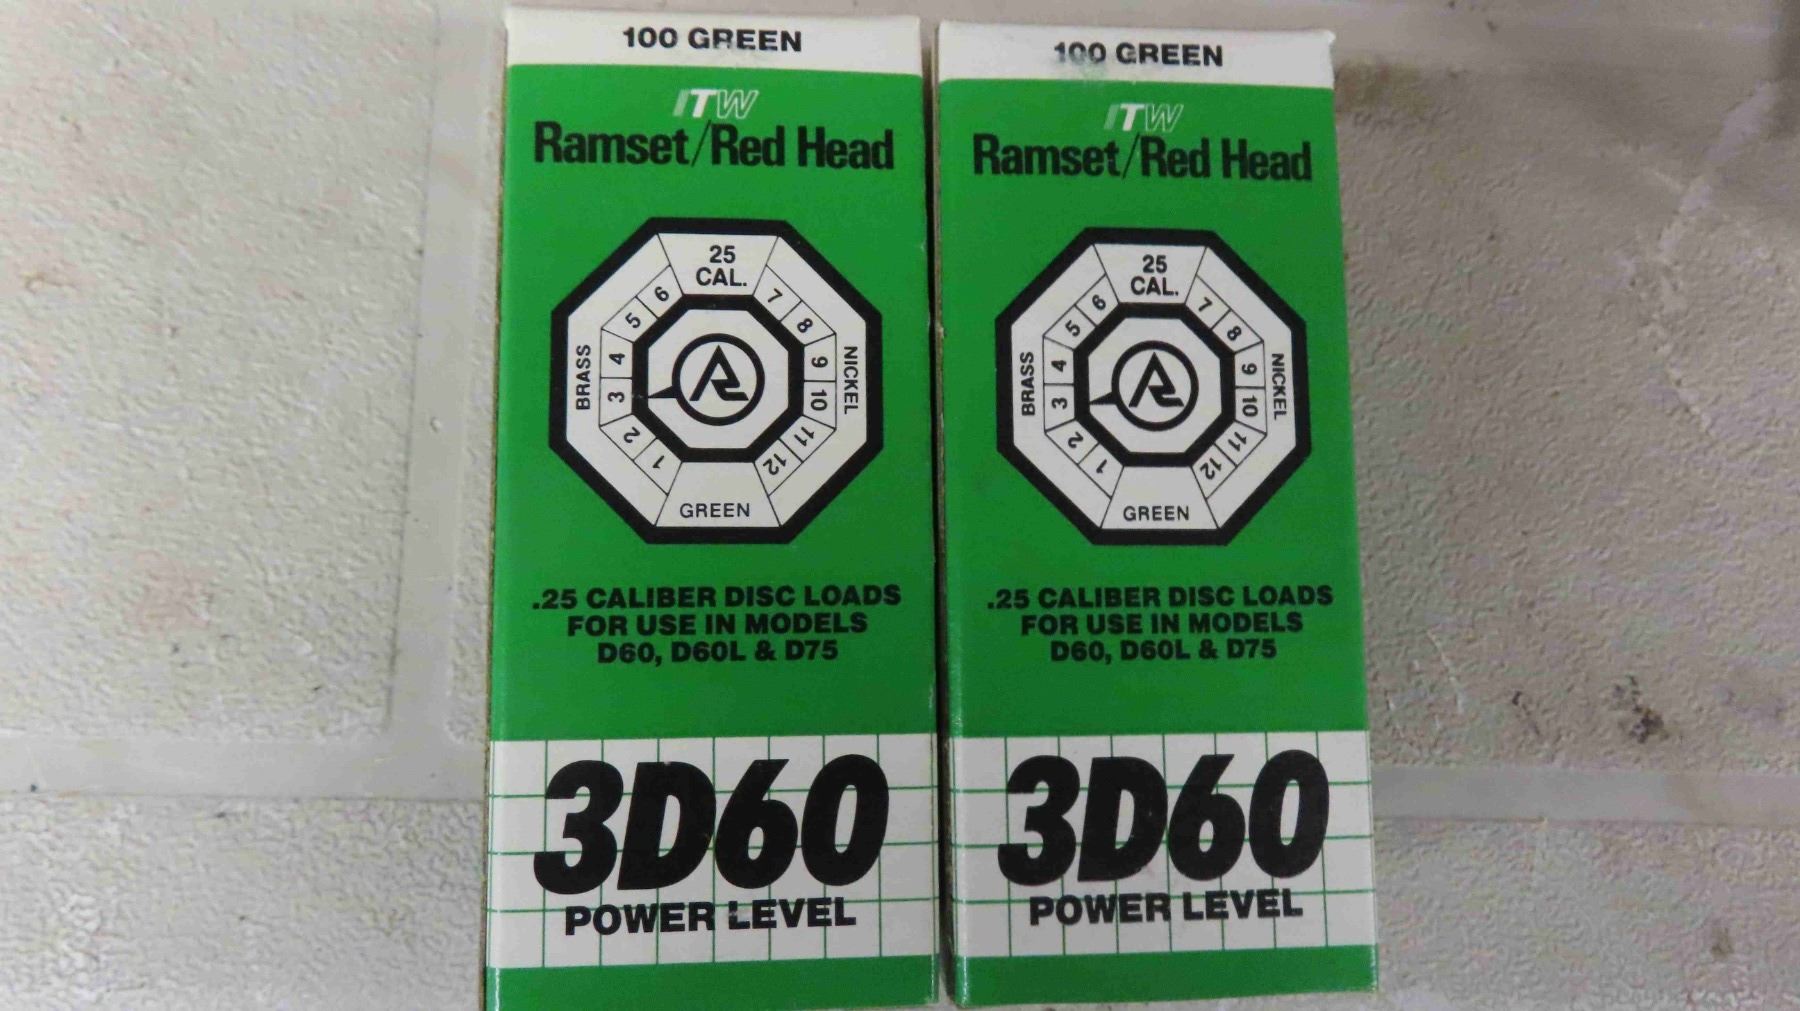 100 GREEN
ITW
Ramset/Red Head
25
CAL.
BRASS
1 2 3 4 5 6
7 8 9 10 11 12
NICKEL
R
GREEN
.25 CALIBER DISC LOADS
FOR USE IN MODELS
D60, D60L & D75
3D60
POWER LEVEL
100 GREEN
ITW
Ramset/Red Head
25
CAL.
BRASS
1 2 3 4 5 6
7 8 9 10 11 12
NICKEL
R
GREEN
.25 CALIBER DISC LOADS
FOR USE IN MODELS
D60, D60L & D75
3D60
POWER LEVEL